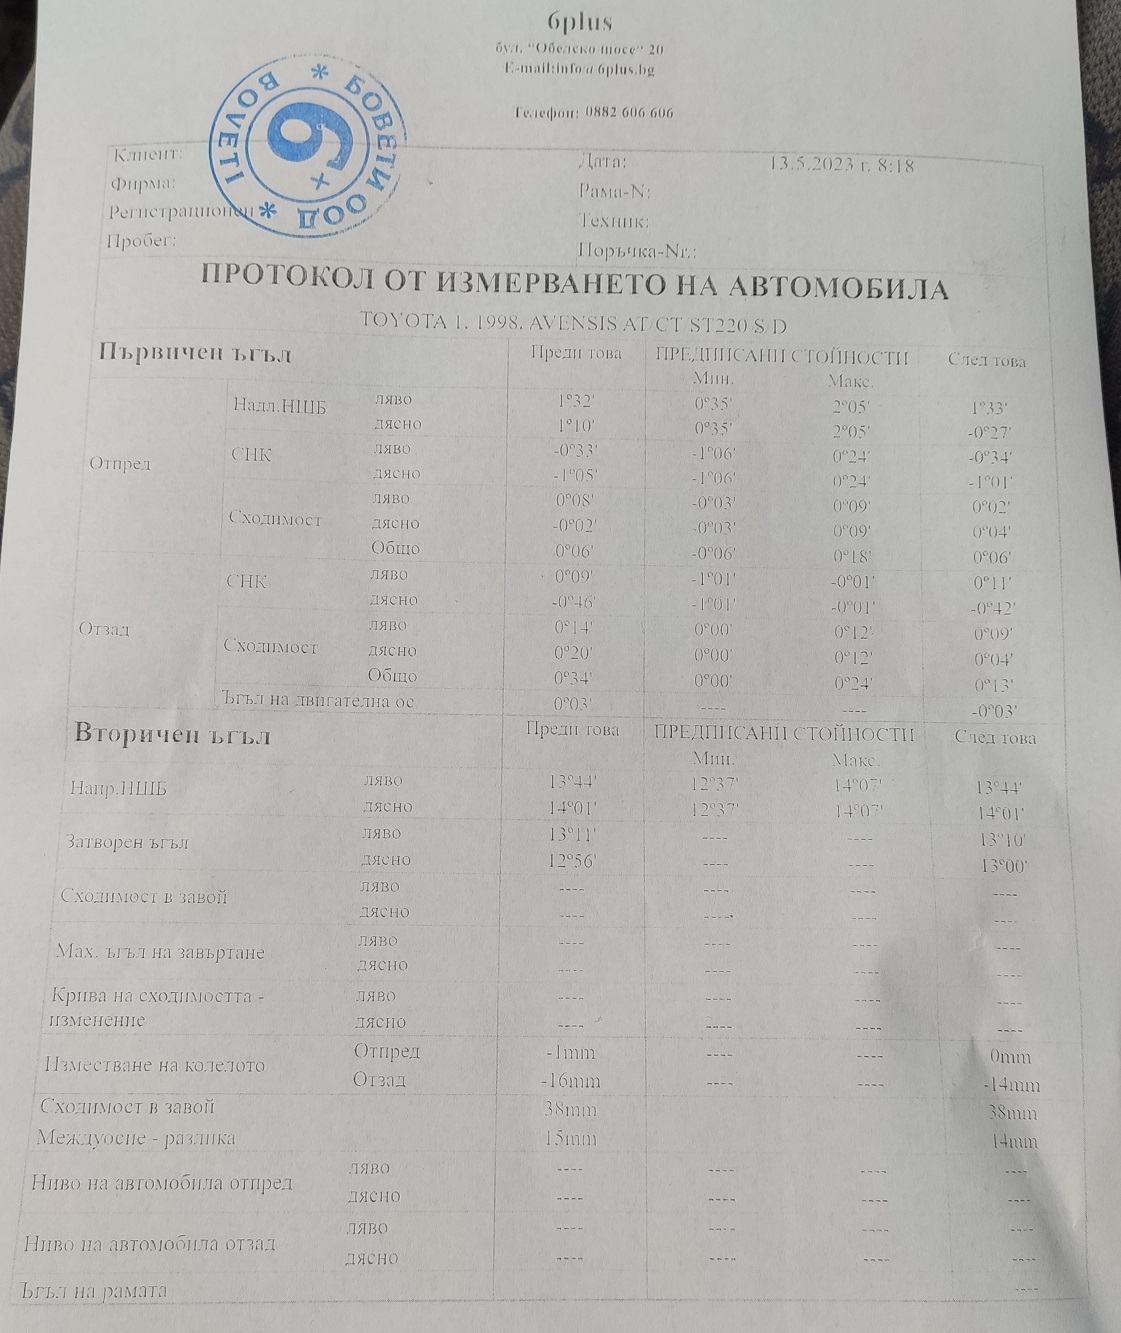 6plus
бул. "Обелско шосе" 20
E-mail:info@6plus.bg
Телефон: 0882 606 606
* БОВЕТИ ООД * BOVETI
6+
Клиент: Дата: 13.5.2023 г. 8:18
Фирма: Рама-N:
Регистрационен Техник:
Пробег: Поръчка-Nr.:
ПРОТОКОЛ ОТ ИЗМЕРВАНЕТО НА АВТОМОБИЛА
TOYOTA 1. 1998. AVENSIS AT/CT ST220 S/D
Първичен ъгъл Преди това ПРЕДПИСАНИ СТОЙНОСТИ След това
Мин. Макс.
Отпред Надл.НШБ ляво 1°32' 0°35' 2°05' 1°33'
дясно 1°10' 0°35' 2°05' -0°27'
СНК ляво -0°33' -1°06' 0°24' -0°34'
дясно -1°05' -1°06' 0°24' -1°01'
Сходимост ляво 0°08' -0°03' 0°09' 0°02'
дясно -0°02' -0°03' 0°09' 0°04'
Общо 0°06' -0°06' 0°18' 0°06'
Отзад СНК ляво 0°09' -1°01' -0°01' 0°11'
дясно -0°46' -1°01' -0°01' -0°42'
Сходимост ляво 0°14' 0°00' 0°12' 0°09'
дясно 0°20' 0°00' 0°12' 0°04'
Общо 0°34' 0°00' 0°24' 0°13'
Ъгъл на двигателна ос 0°03' ---- ---- -0°03'
Вторичен ъгъл Преди това ПРЕДПИСАНИ СТОЙНОСТИ След това
Мин. Макс.
Напр.НШБ ляво 13°44' 12°37' 14°07' 13°44'
дясно 14°01' 12°37' 14°07' 14°01'
Затворен ъгъл ляво 13°11' ---- ---- 13°10'
дясно 12°56' ---- ---- 13°00'
Сходимост в завой ляво ---- ---- ---- ----
дясно ---- ---- ---- ----
Мах. ъгъл на завъртане ляво ---- ---- ---- ----
дясно ---- ---- ---- ----
Крива на сходимостта - ляво ---- ---- ---- ----
изменение дясно ---- ---- ---- ----
Изместване на колелото Отпред -1mm ---- ---- 0mm
Отзад -16mm ---- ---- -14mm
Сходимост в завой 38mm 38mm
Междуосие - разлика 15mm 14mm
Ниво на автомобила отпред ляво ---- ---- ---- ----
дясно ---- ---- ---- ----
Ниво на автомобила отзад ляво ---- ---- ---- ----
дясно ---- ---- ---- ----
Ъгъл на рамата ----